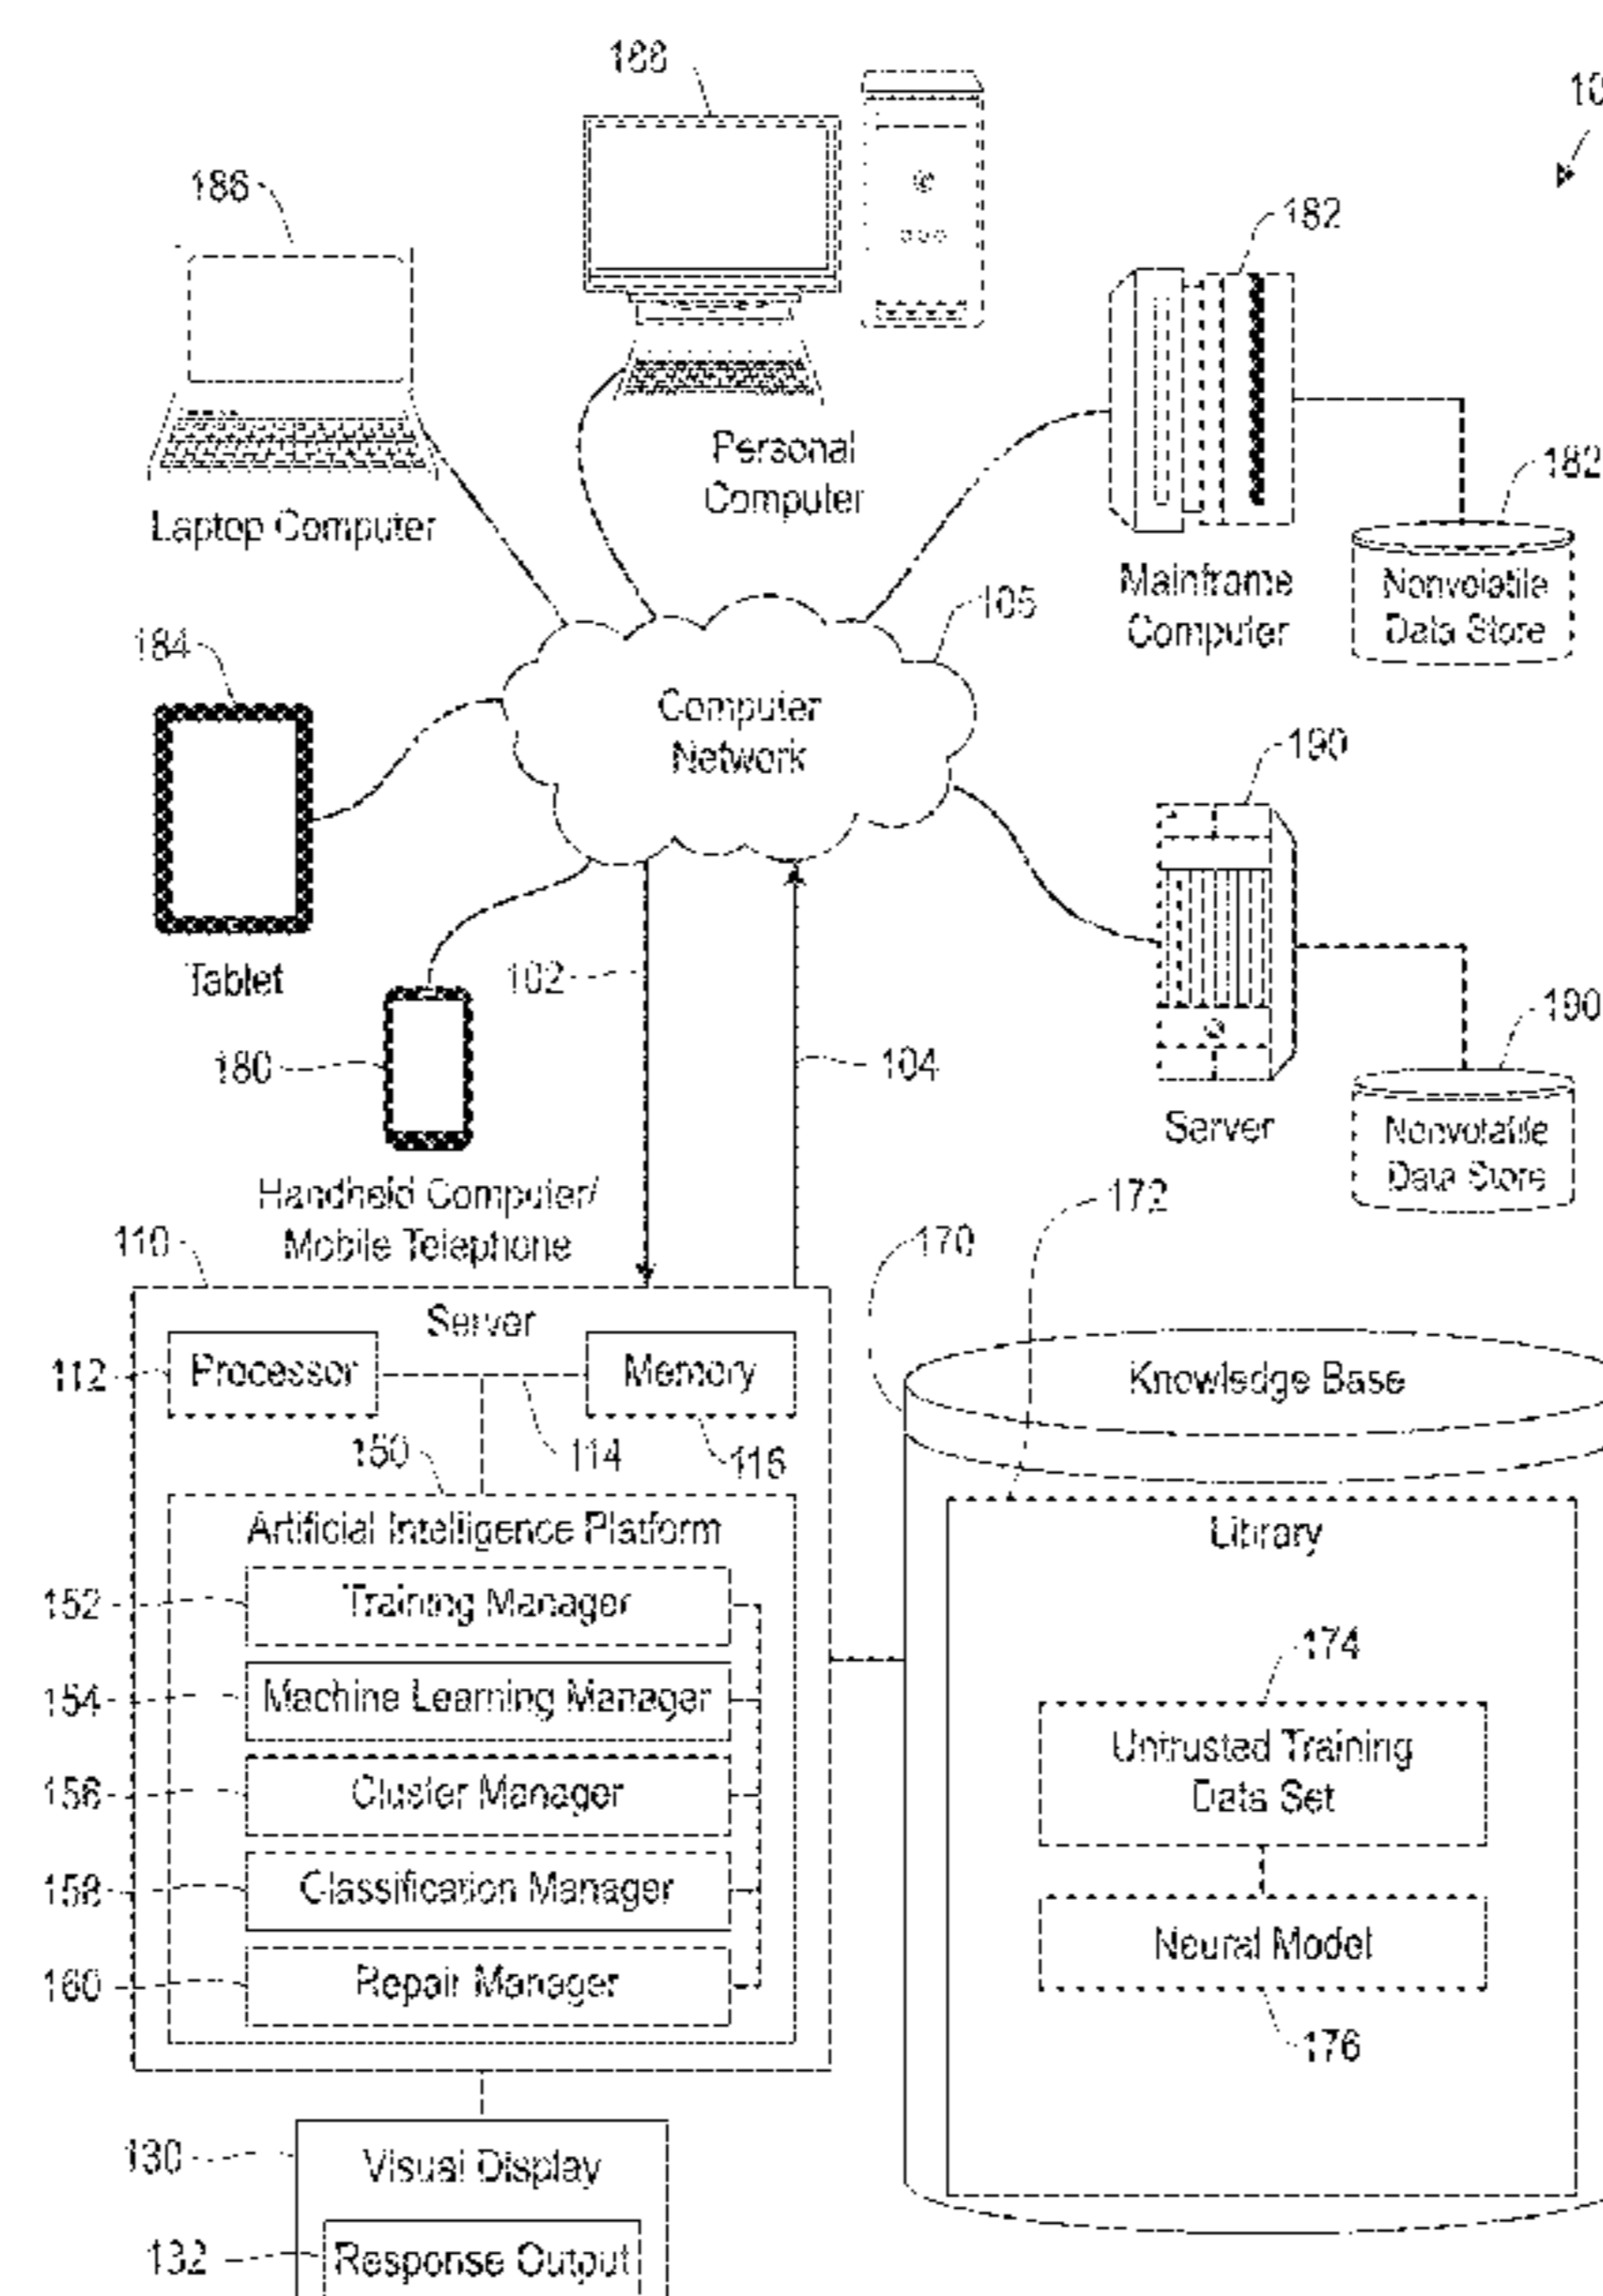 188
10
186
182
Personal
Computer
Laptop Computer
182
Mainframe
Computer
Nonvolatile
Data Store
105
184
Computer
Network
190
Tablet
102
180
104
190
Server
Nonvolatile
Data Store
Handheld Computer/
Mobile Telephone
172
110
170
Server
112
Processor
Memory
Knowledge Base
150
114
116
Artificial Intelligence Platform
Library
152
Training Manager
174
154
Machine Learning Manager
Untrusted Training
Data Set
156
Cluster Manager
158
Classification Manager
Neural Model
160
Repair Manager
176
130
Visual Display
132
Response Output